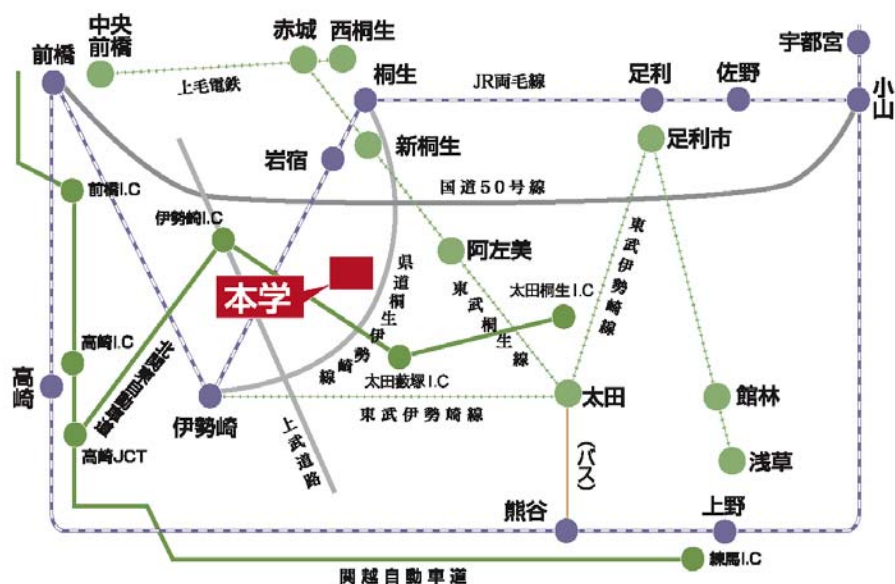 中央
前橋
前橋
赤城
西桐生
宇都宮
上毛電鉄
桐生
JR両毛線
足利
佐野
小山
岩宿
新桐生
足利市
前橋I.C
国道50号線
伊勢崎I.C
阿左美
東武伊勢崎線
本学
県道桐生伊勢崎線
東武桐生線
太田桐生I.C
高崎I.C
高崎
北関東自動車道
太田藪塚I.C
伊勢崎
東武伊勢崎線
太田
館林
高崎JCT
上武道路
(バス)
浅草
熊谷
上野
関越自動車道
練馬I.C